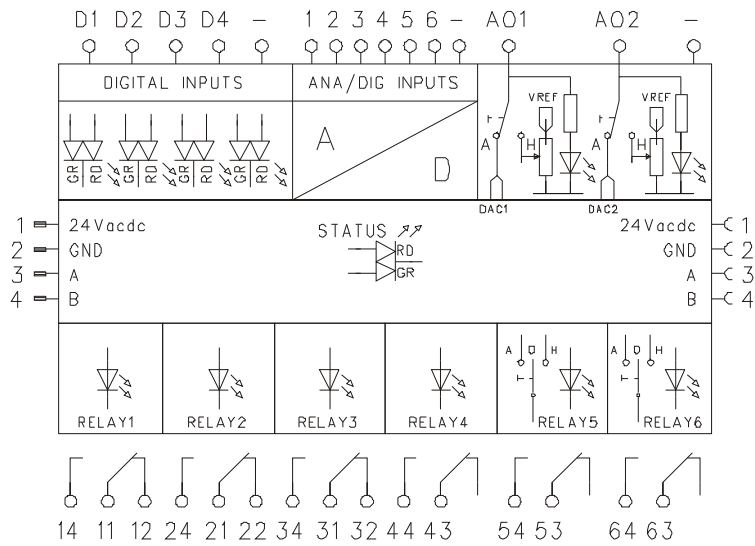 D1 D2 D3 D4 – 1 2 3 4 5 6 – AO1 AO2 –
DIGITAL INPUTS ANA/DIG INPUTS
VREF VREF
A H A H
A D
GR RD GR RD GR RD GR RD
DAC1 DAC2
1 24Vacdc STATUS 24Vacdc 1
2 GND RD GND 2
3 A GR A 3
4 B B 4
A 0 H A 0 H
RELAY1 RELAY2 RELAY3 RELAY4 RELAY5 RELAY6
14 11 12 24 21 22 34 31 32 44 43 54 53 64 63